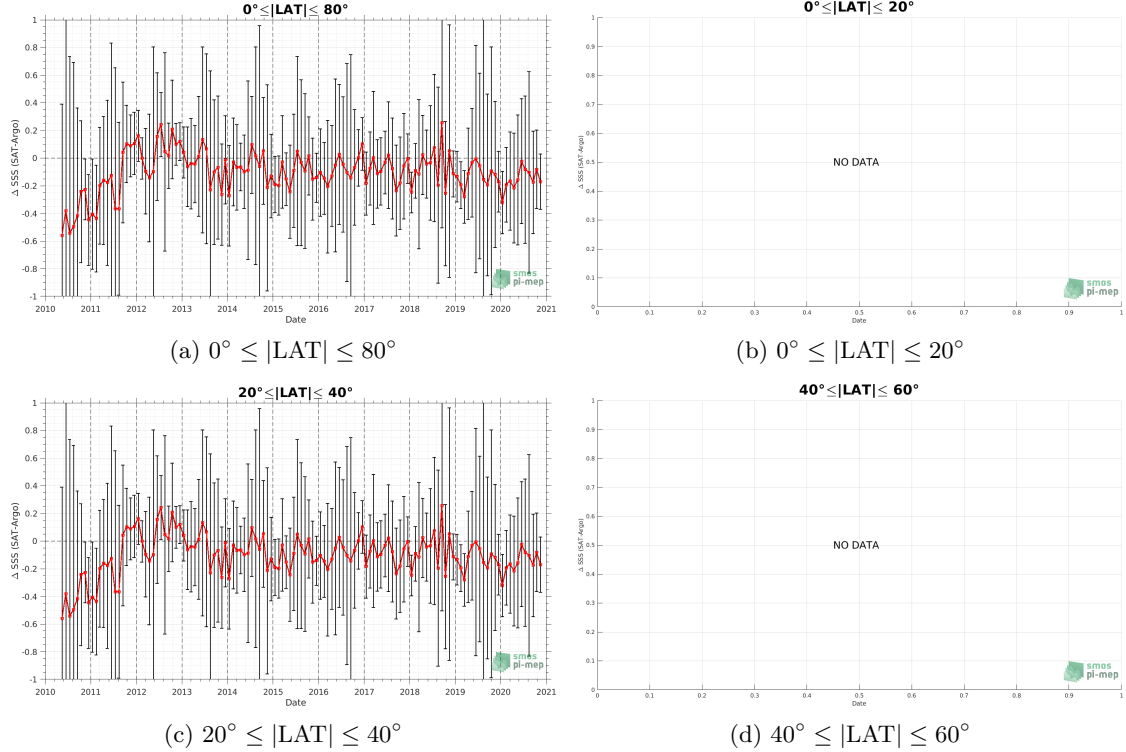 0°≤|LAT|≤ 80°
Δ SSS (SAT-Argo)
1
0.8
0.6
0.4
0.2
0
-0.2
-0.4
-0.6
-0.8
-1
smos
pi-mep
2010 2011 2012 2013 2014 2015 2016 2017 2018 2019 2020 2021
Date
(a) 0° ≤ |LAT| ≤ 80°
0°≤|LAT|≤ 20°
Δ SSS (SAT-Argo)
1
0.9
0.8
0.7
0.6
0.5
0.4
0.3
0.2
0.1
0
NO DATA
smos
pi-mep
0 0.1 0.2 0.3 0.4 0.5 0.6 0.7 0.8 0.9 1
Date
(b) 0° ≤ |LAT| ≤ 20°
20°≤|LAT|≤ 40°
Δ SSS (SAT-Argo)
1
0.8
0.6
0.4
0.2
0
-0.2
-0.4
-0.6
-0.8
-1
smos
pi-mep
2010 2011 2012 2013 2014 2015 2016 2017 2018 2019 2020 2021
Date
(c) 20° ≤ |LAT| ≤ 40°
40°≤|LAT|≤ 60°
Δ SSS (SAT-Argo)
1
0.9
0.8
0.7
0.6
0.5
0.4
0.3
0.2
0.1
0
NO DATA
smos
pi-mep
0 0.1 0.2 0.3 0.4 0.5 0.6 0.7 0.8 0.9 1
Date
(d) 40° ≤ |LAT| ≤ 60°